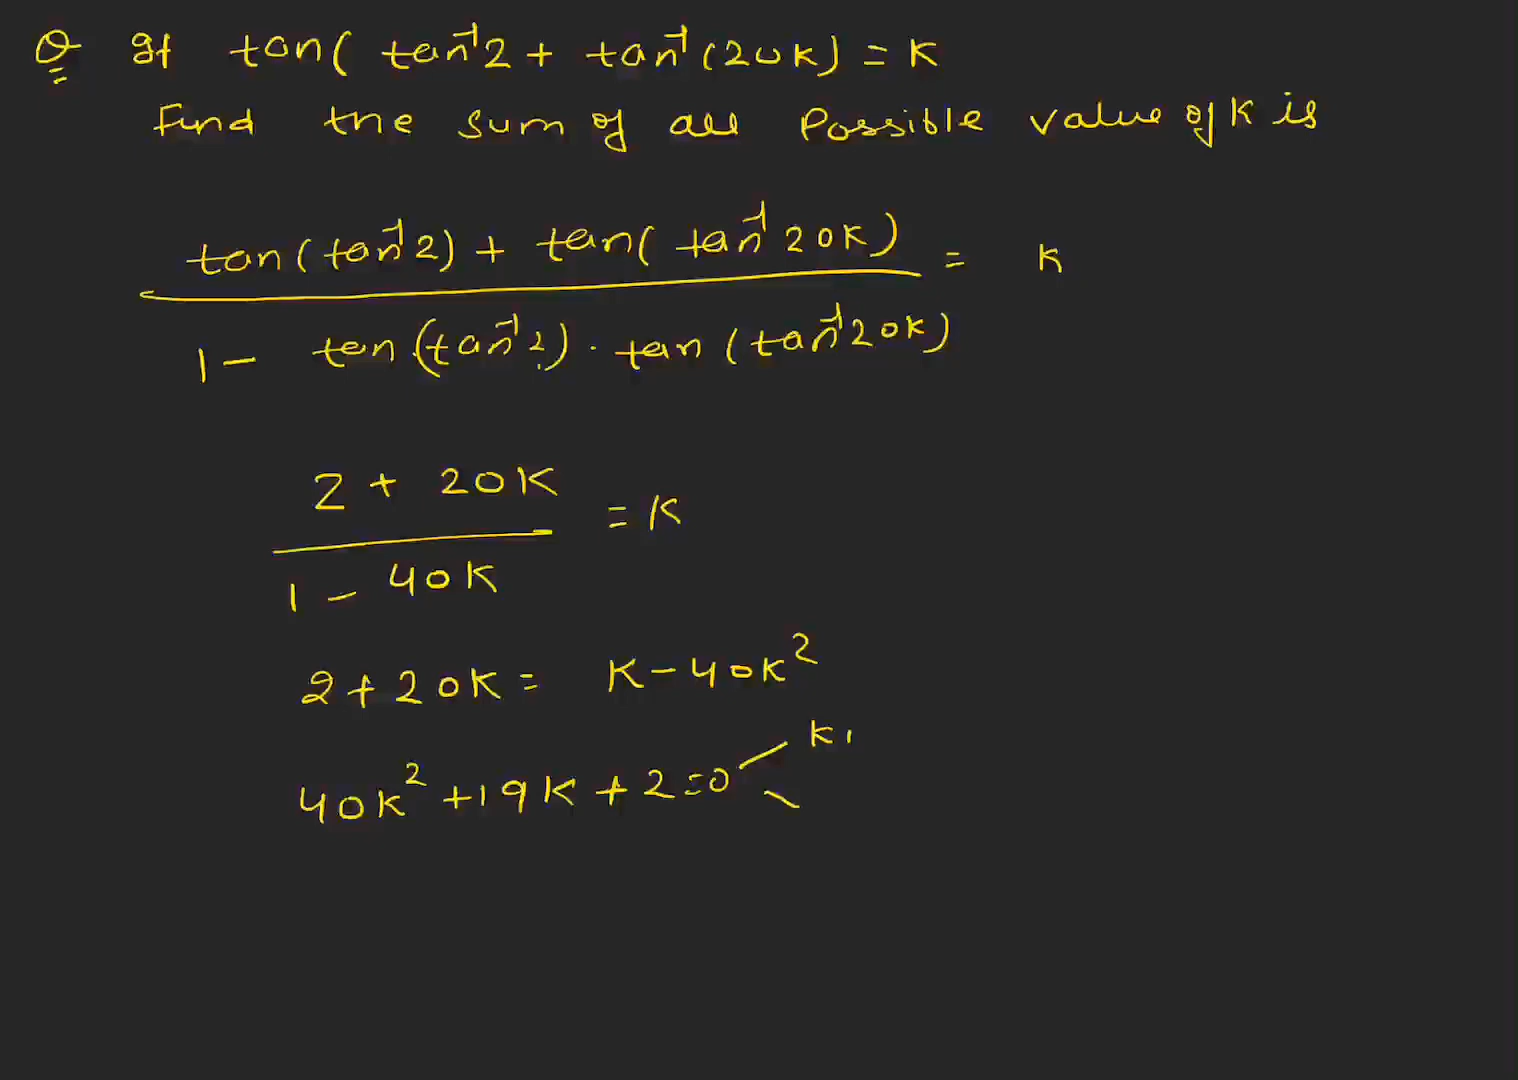 Q If tan( tan⁻¹2 + tan⁻¹(20K) = K
Find the sum of all Possible value of K is
tan(tan⁻¹2) + tan( tan⁻¹20K) = K
1 - tan(tan⁻¹2) . tan(tan⁻¹20K)
2 + 20K = K
1 - 40K
2 + 20K = K - 40K²
40K² + 19K + 2 = 0 K₁